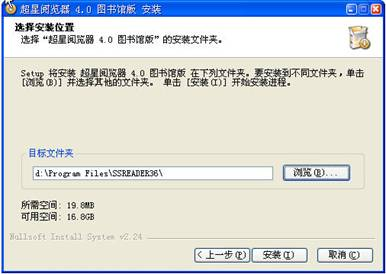 超星阅览器 4.0 图书馆版 安装
选择安装位置
选择“超星阅览器 4.0 图书馆版”的安装文件夹。
Setup 将安装 超星阅览器 4.0 图书馆版 在下列文件夹。要安装到不同文件夹，单击
[浏览(B)] 并选择其他的文件夹。 单击 [安装(I)] 开始安装进程。
目标文件夹
d:\Program Files\SSREADER36\
浏览(B)...
所需空间: 19.8MB
可用空间: 16.8GB
Nullsoft Install System v2.24
< 上一步(P)
安装(I)
取消(C)